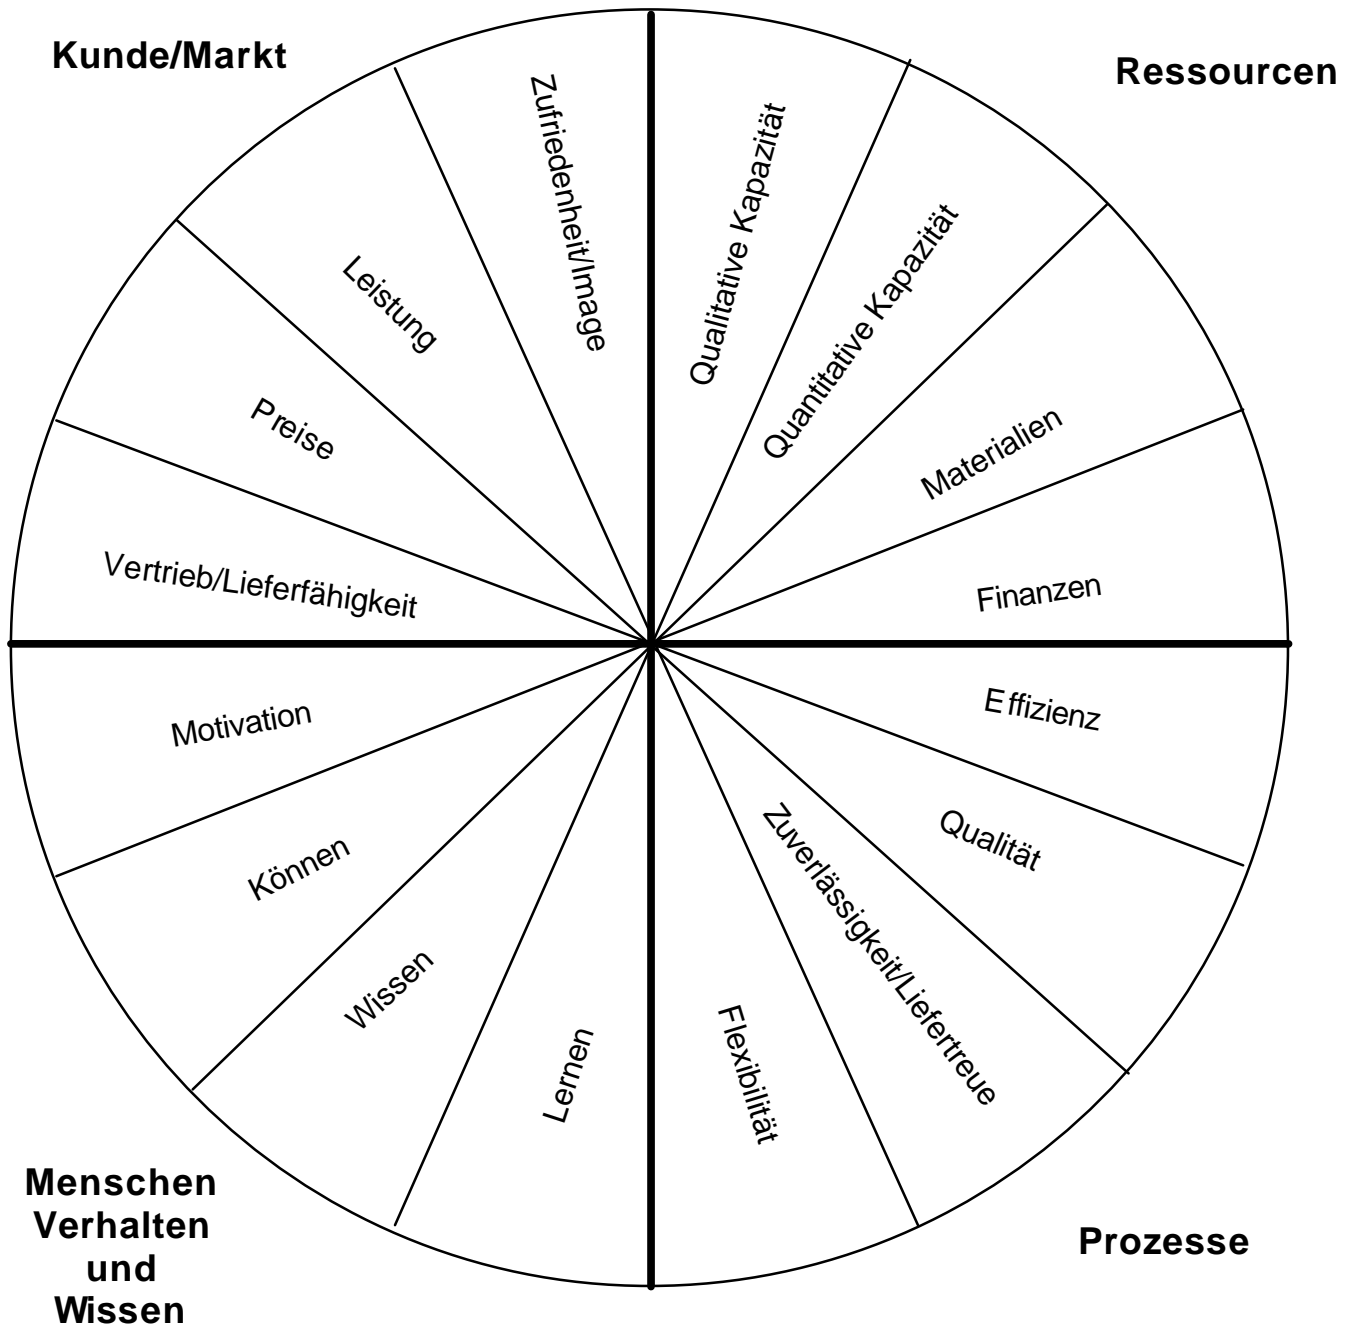 Kunde/Markt
Ressourcen
Zufriedenheit/Image
Leistung
Preise
Vertrieb/Lieferfähigkeit
Qualitative Kapazität
Quantitative Kapazität
Materialien
Finanzen
Motivation
Können
Wissen
Lernen
Effizienz
Qualität
Zuverlässigkeit/Liefertreue
Flexibilität
Menschen
Verhalten
und
Wissen
Prozesse